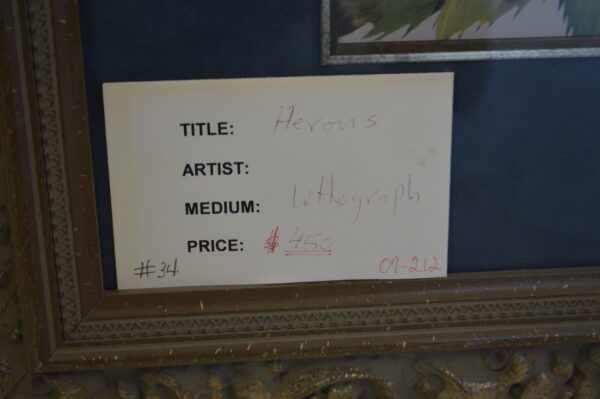 TITLE: Herons
ARTIST:
MEDIUM: Lithograph
PRICE: $ 450
#34 07-212